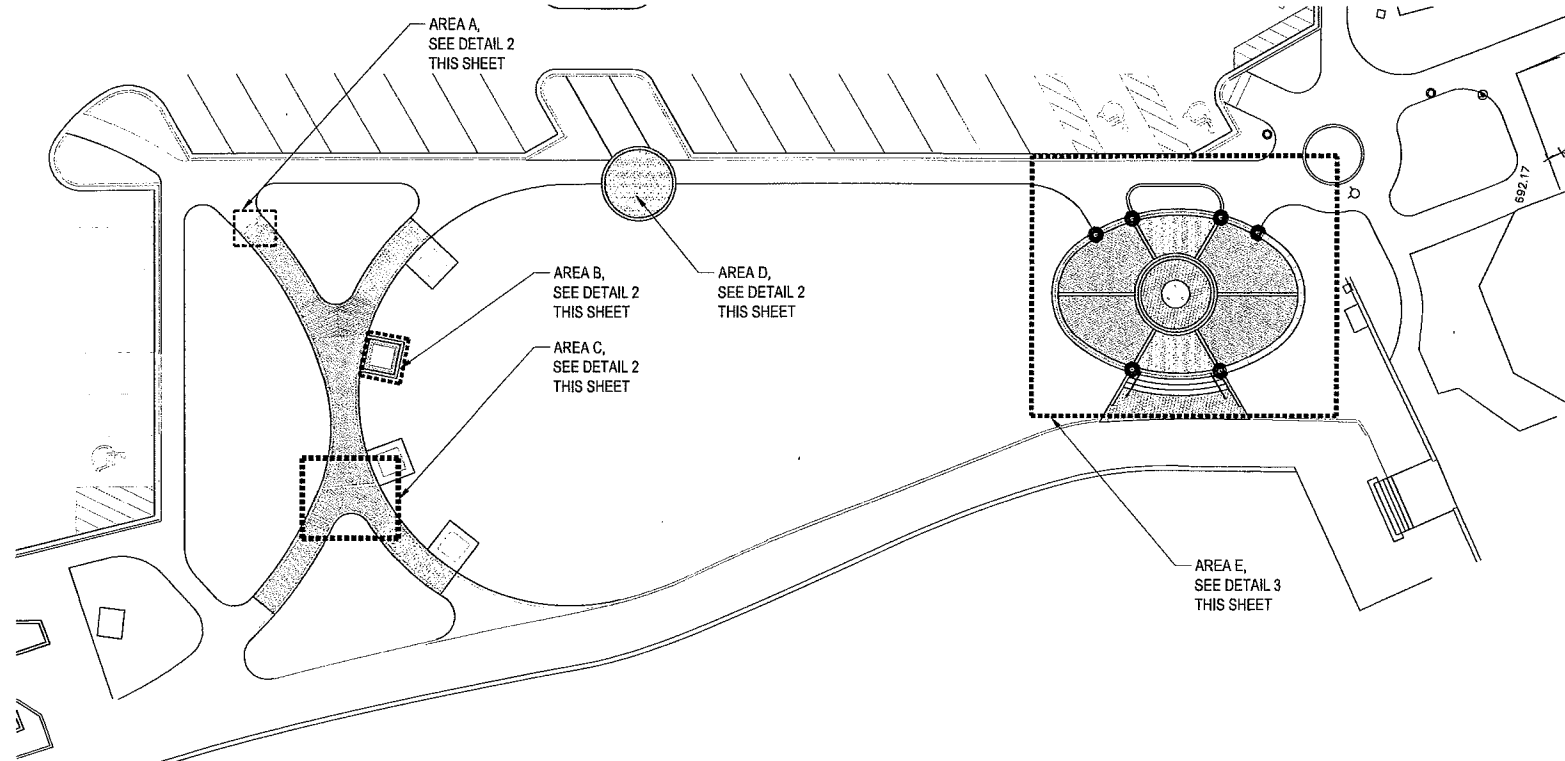 AREA A,
SEE DETAIL 2
THIS SHEET
AREA B,
SEE DETAIL 2
THIS SHEET
AREA D,
SEE DETAIL 2
THIS SHEET
AREA C,
SEE DETAIL 2
THIS SHEET
AREA E,
SEE DETAIL 3
THIS SHEET
692.17